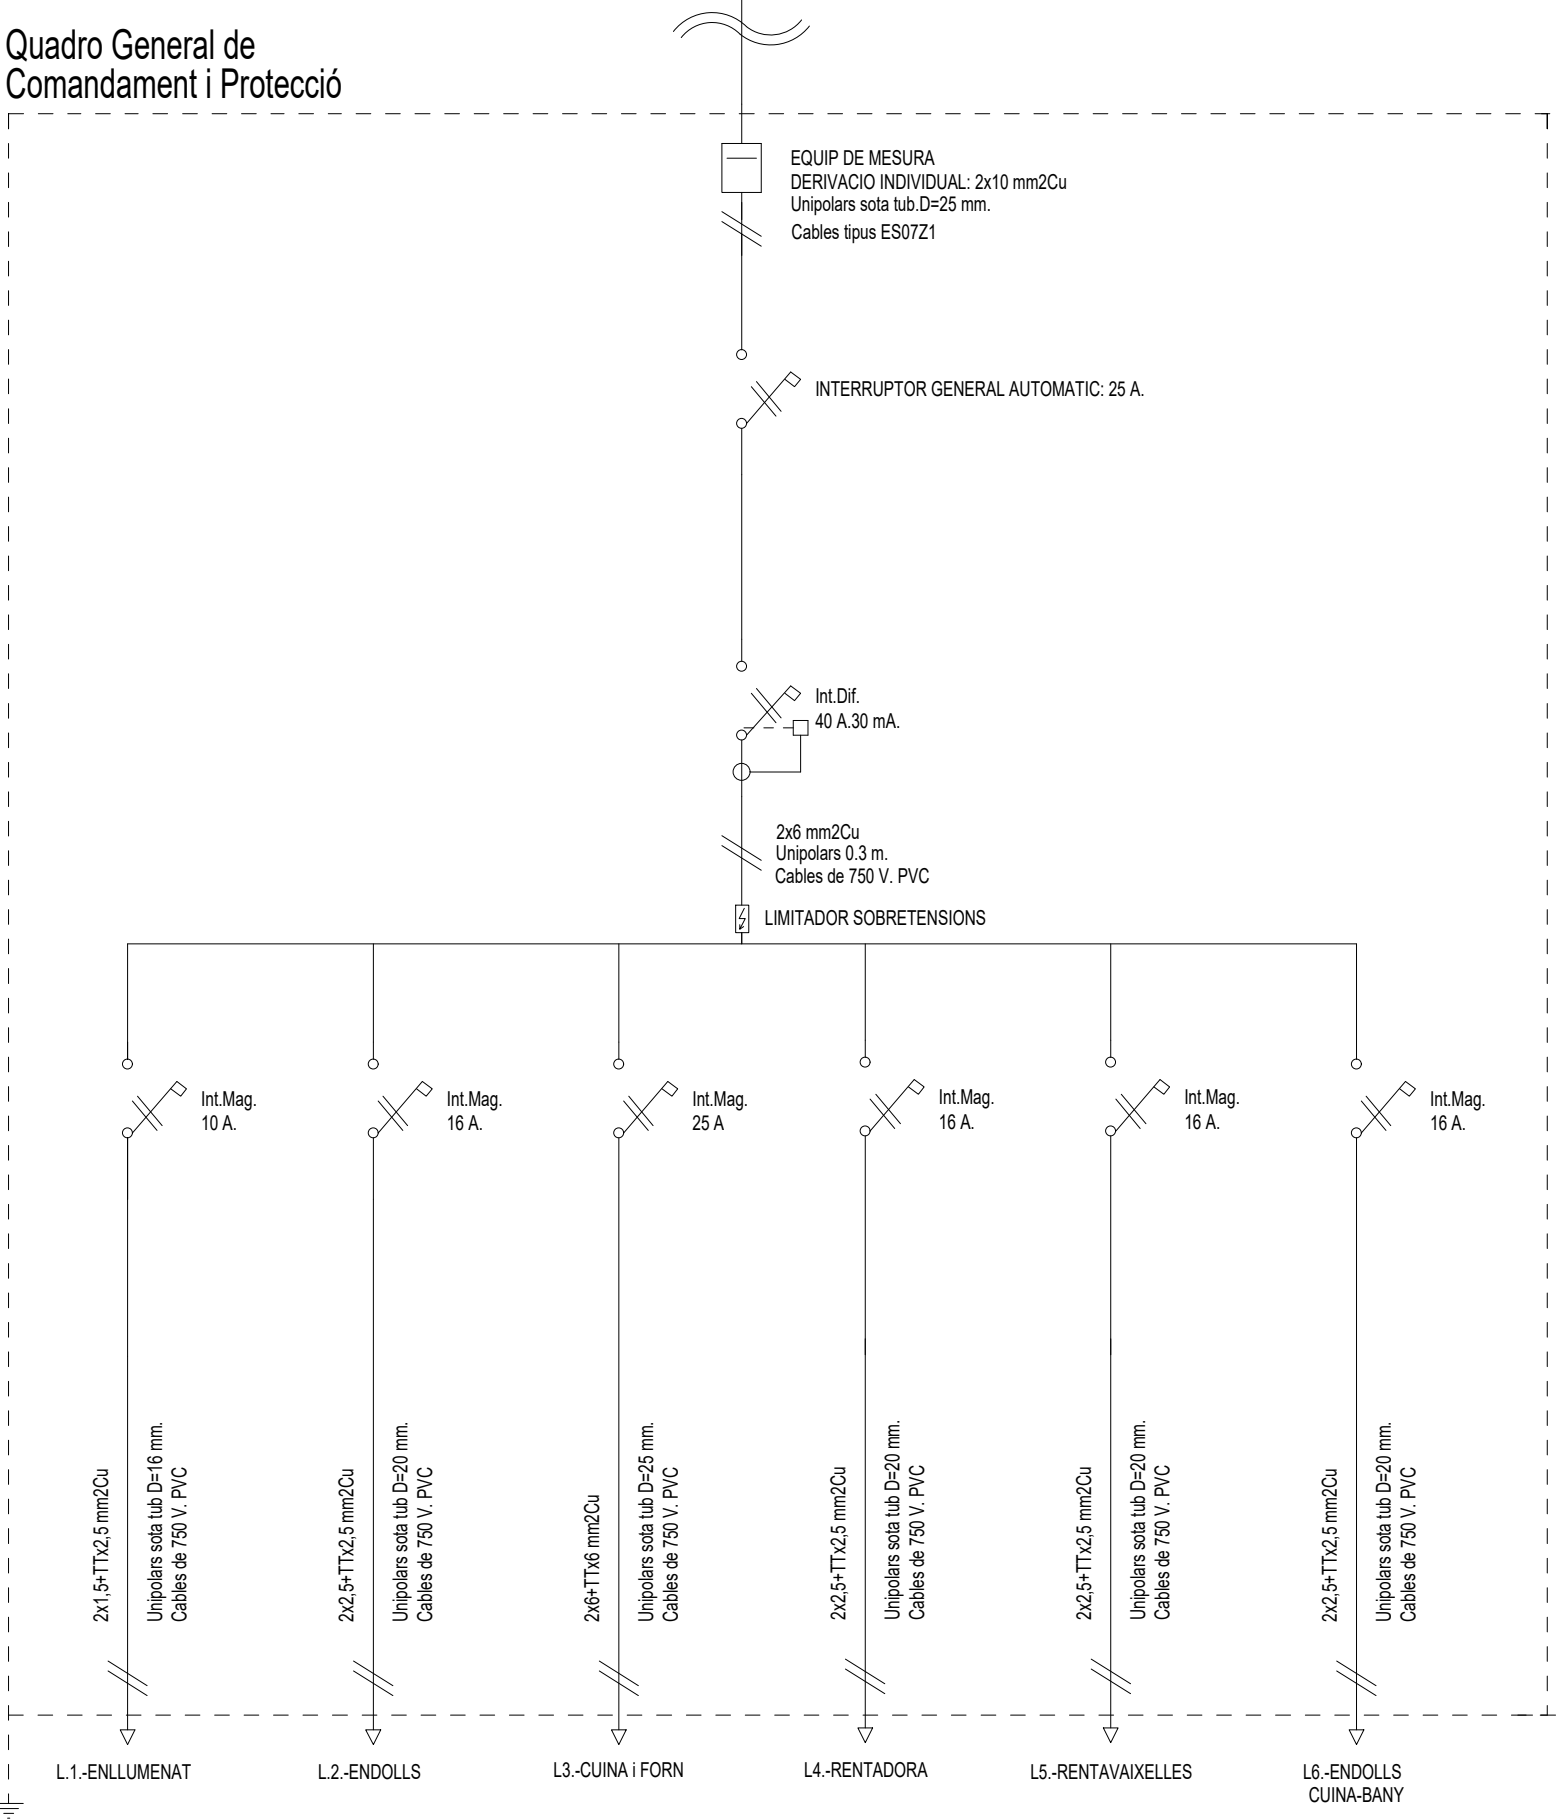 Quadro General de
Comandament i Protecció
EQUIP DE MESURA
DERIVACIO INDIVIDUAL: 2x10 mm2Cu
Unipolars sota tub.D=25 mm.
Cables tipus ES07Z1
INTERRUPTOR GENERAL AUTOMATIC: 25 A.
Int.Dif.
40 A.30 mA.
2x6 mm2Cu
Unipolars 0.3 m.
Cables de 750 V. PVC
LIMITADOR SOBRETENSIONS
Int.Mag.
10 A.
Int.Mag.
16 A.
Int.Mag.
25 A
Int.Mag.
16 A.
Int.Mag.
16 A.
Int.Mag.
16 A.
2x1,5+TTx2,5 mm2Cu
Unipolars sota tub D=16 mm.
Cables de 750 V. PVC
2x2,5+TTx2,5 mm2Cu
Unipolars sota tub D=20 mm.
Cables de 750 V. PVC
2x6+TTx6 mm2Cu
Unipolars sota tub D=25 mm.
Cables de 750 V. PVC
2x2,5+TTx2,5 mm2Cu
Unipolars sota tub D=20 mm.
Cables de 750 V. PVC
2x2,5+TTx2,5 mm2Cu
Unipolars sota tub D=20 mm.
Cables de 750 V. PVC
2x2,5+TTx2,5 mm2Cu
Unipolars sota tub D=20 mm.
Cables de 750 V. PVC
L.1.-ENLLUMENAT
L.2.-ENDOLLS
L3.-CUINA i FORN
L4.-RENTADORA
L5.-RENTAVAIXELLES
L6.-ENDOLLS
CUINA-BANY